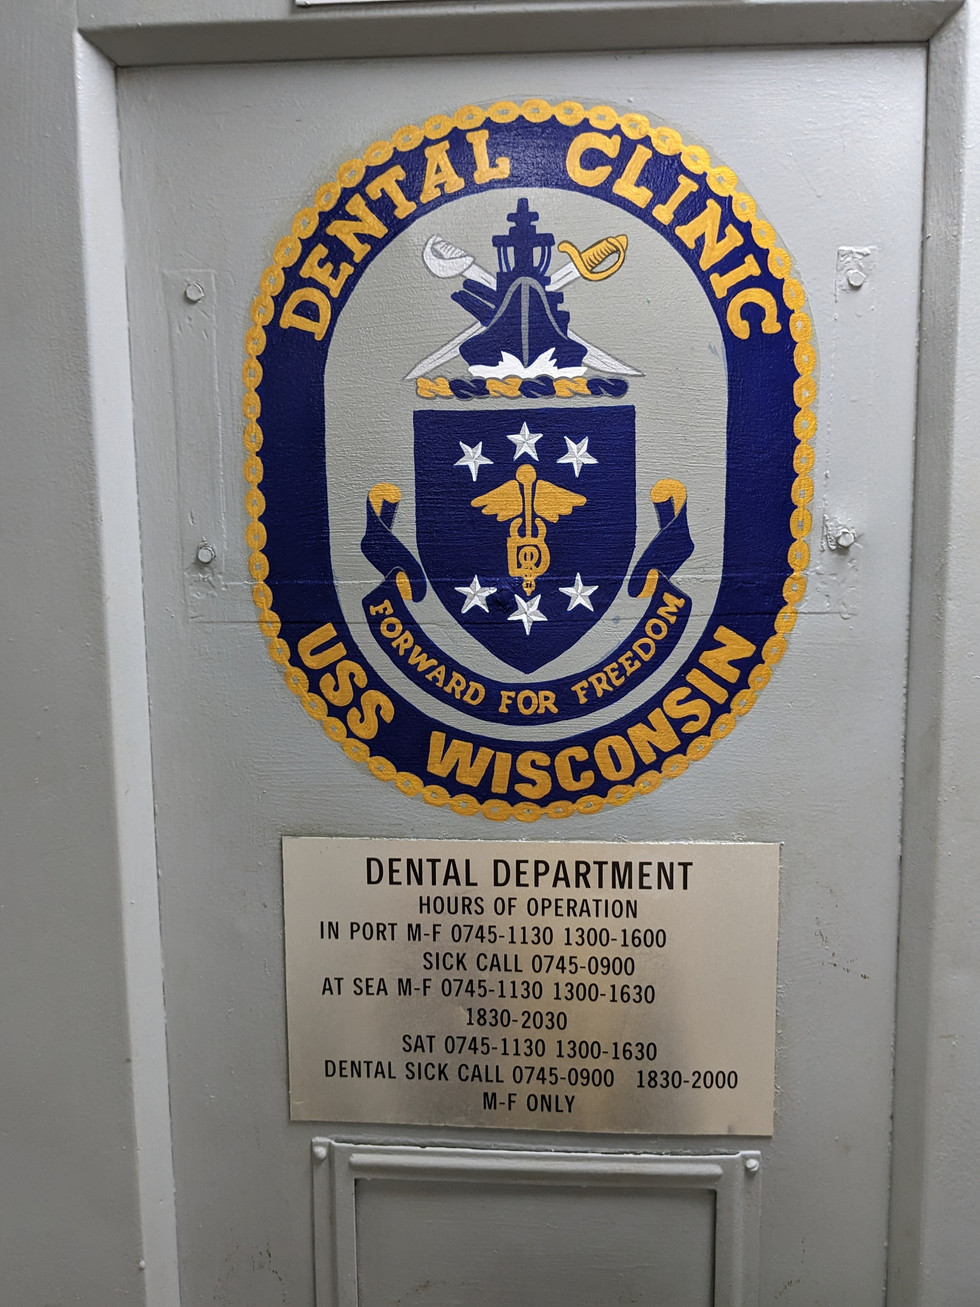 DENTAL CLINIC
FORWARD FOR FREEDOM
USS WISCONSIN
DENTAL DEPARTMENT
HOURS OF OPERATION
IN PORT M-F 0745-1130 1300-1600
SICK CALL 0745-0900
AT SEA M-F 0745-1130 1300-1630
1830-2030
SAT 0745-1130 1300-1630
DENTAL SICK CALL 0745-0900 1830-2000
M-F ONLY